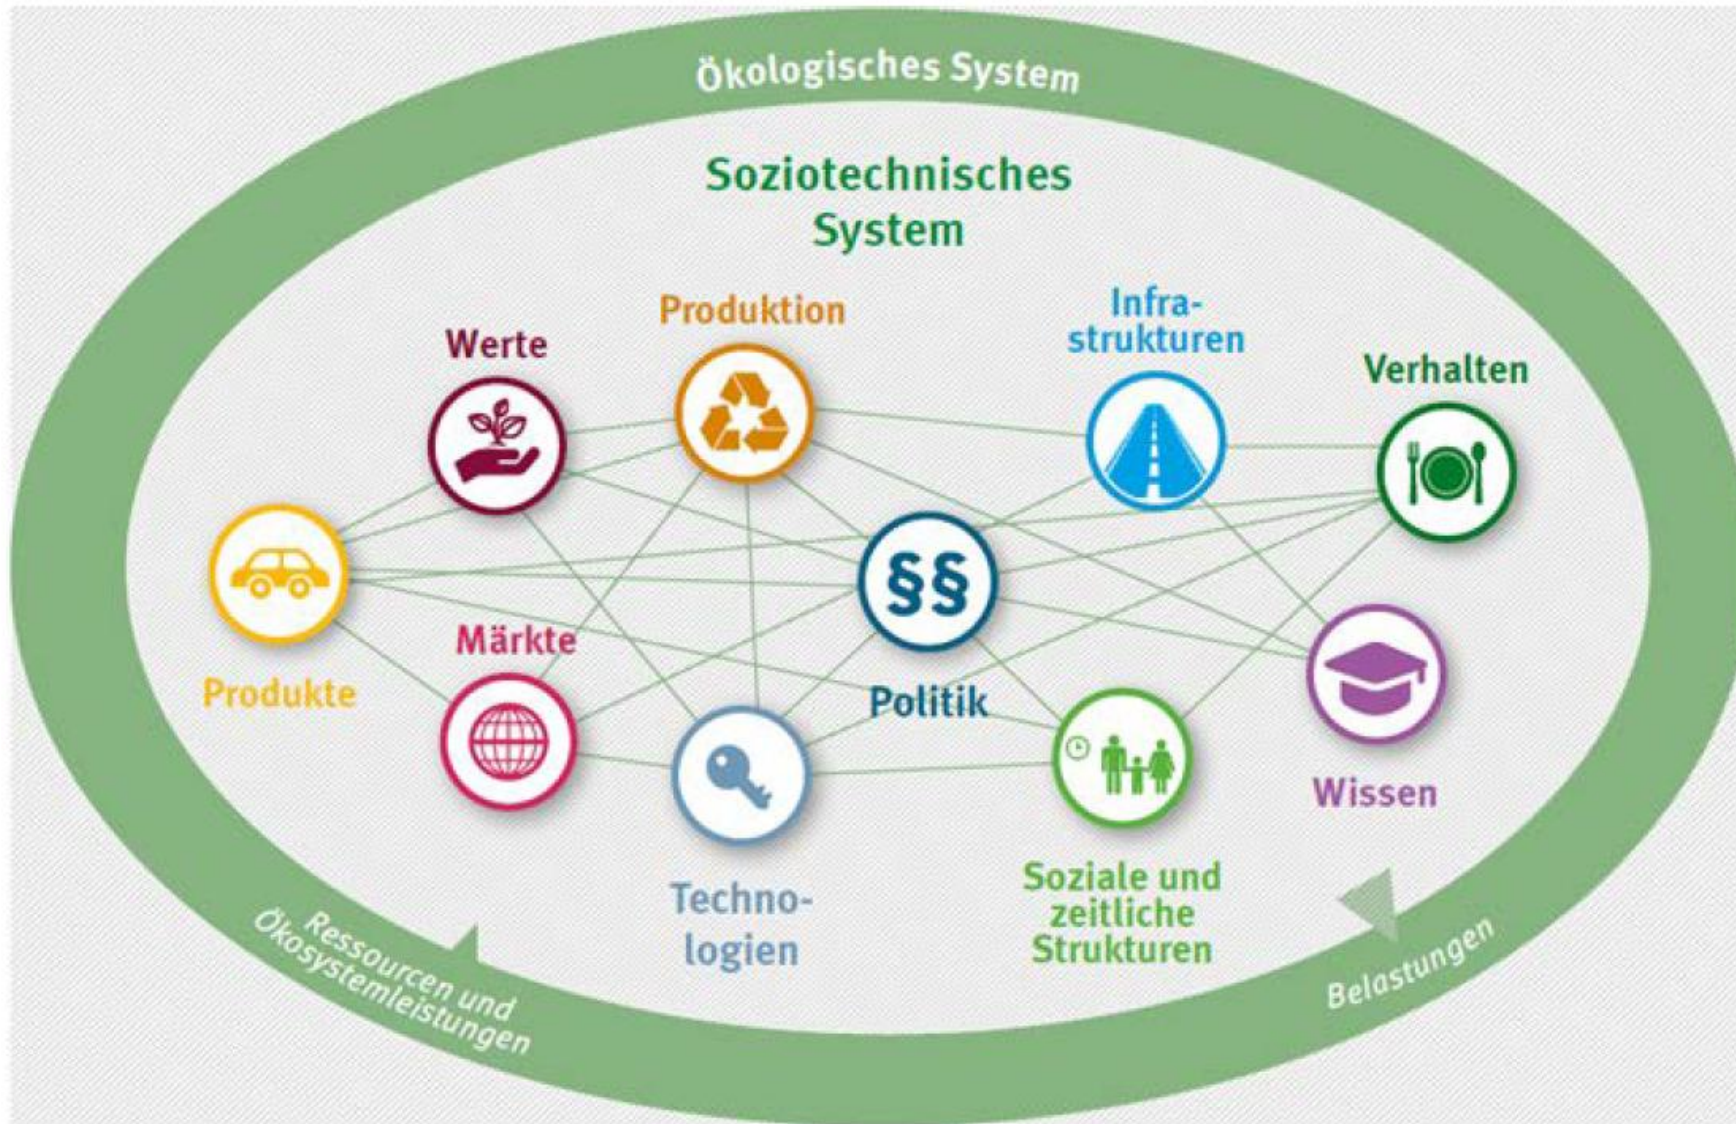 Ökologisches System
Soziotechnisches
System
Werte
Produktion
Infra-
strukturen
Verhalten
Produkte
Märkte
§§
Politik
Wissen
Techno-
logien
Soziale und
zeitliche
Strukturen
Ressourcen und
Ökosystemleistungen
Belastungen